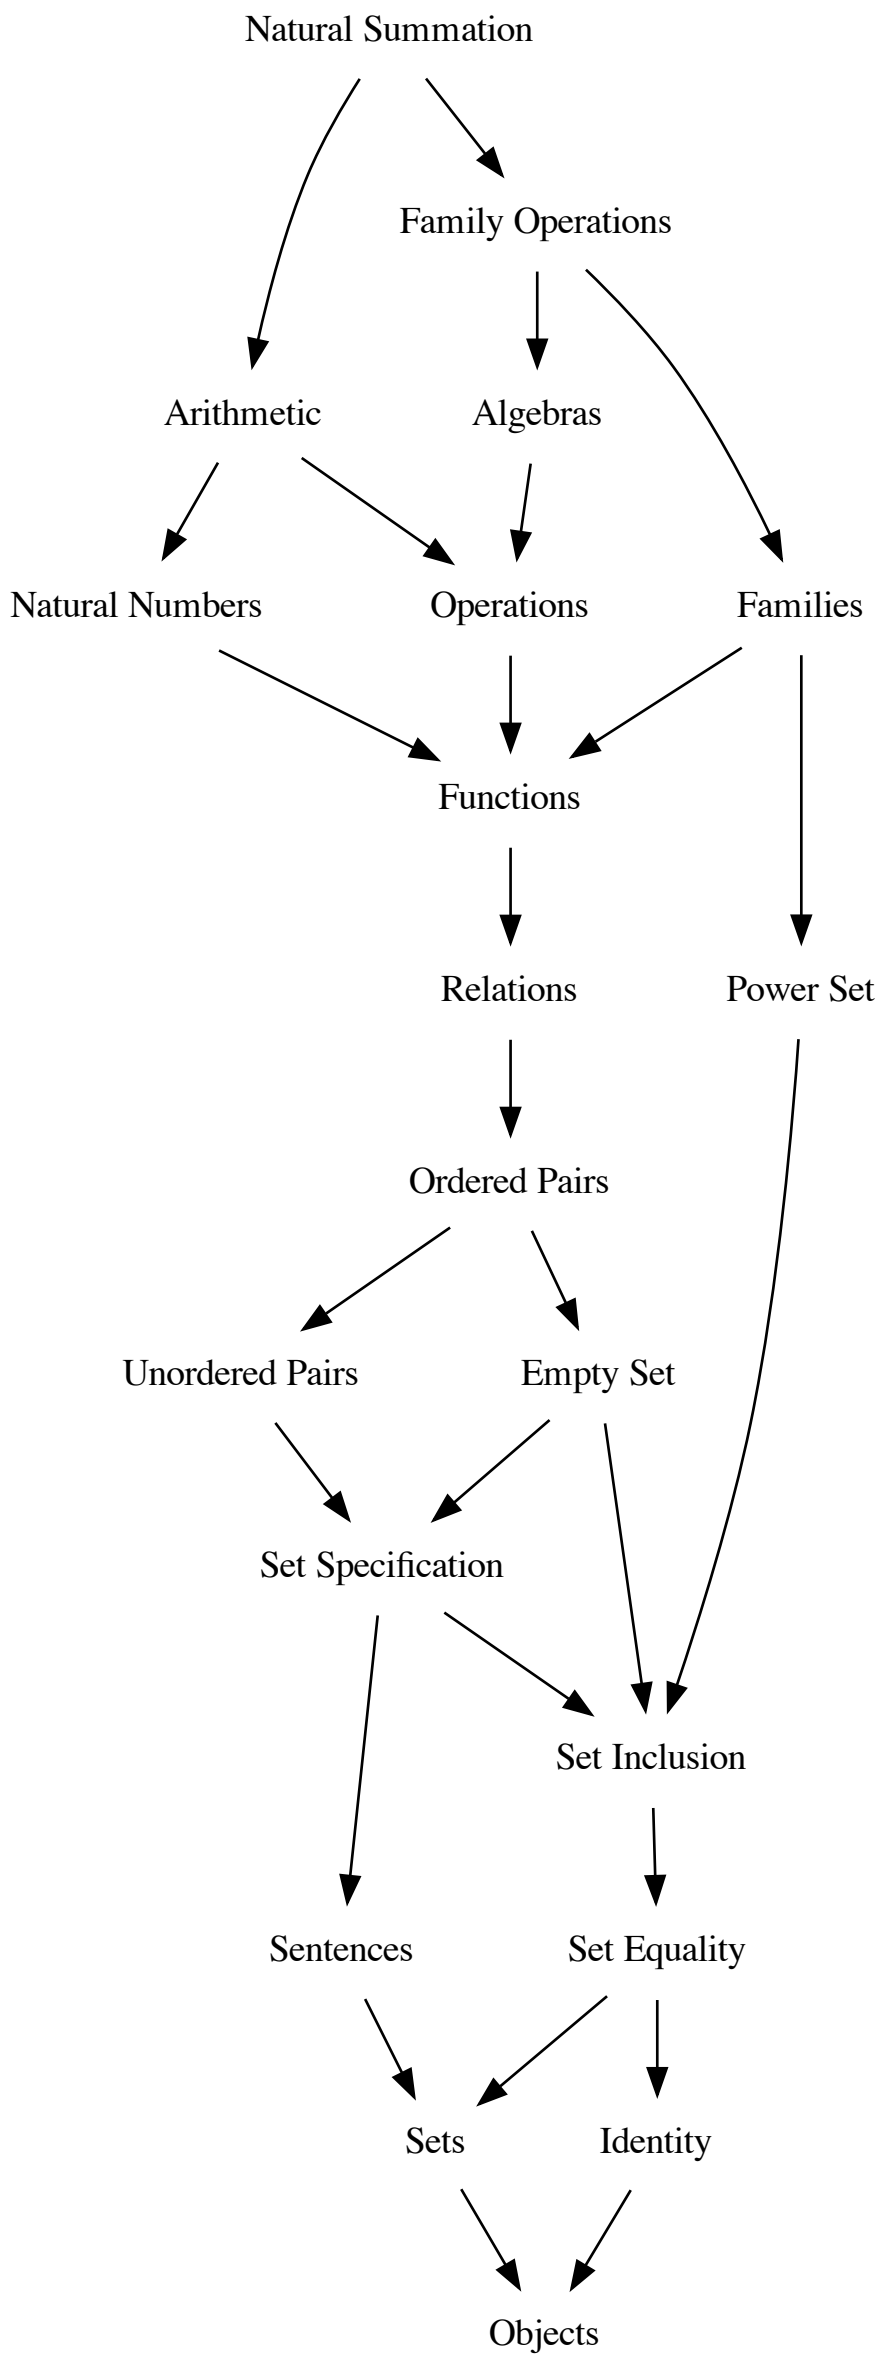 Natural Summation
Family Operations
Arithmetic
Algebras
Natural Numbers
Operations
Families
Functions
Relations
Power Set
Ordered Pairs
Unordered Pairs
Empty Set
Set Specification
Set Inclusion
Sentences
Set Equality
Sets
Identity
Objects